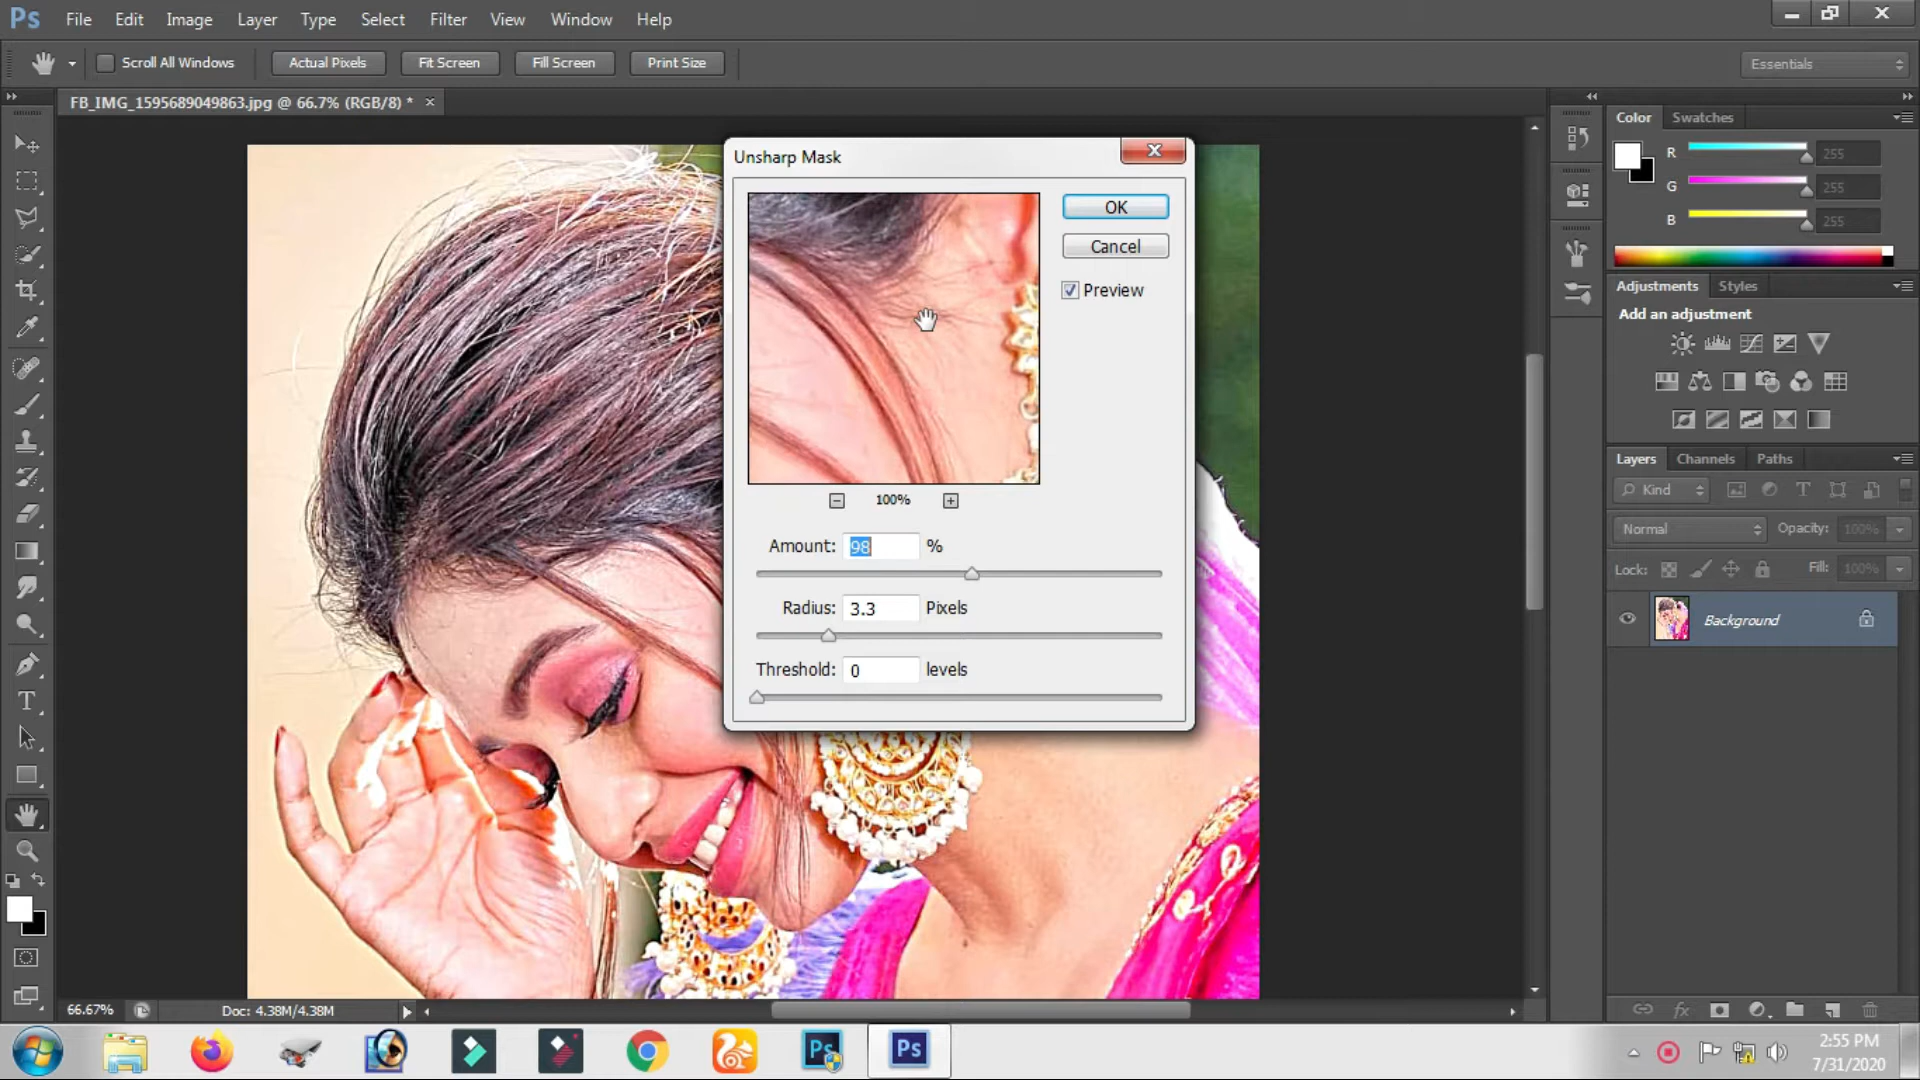 Ps File Edit Image Layer Type Select Filter View Window Help
Scroll All Windows Actual Pixels Fit Screen Fill Screen Print Size Essentials
FB_IMG_1595689049863.jpg @ 66.7% (RGB/8) *
Color Swatches
R 255
G 255
B 255
Adjustments Styles
Add an adjustment
Layers Channels Paths
Kind
Normal Opacity: 100%
Lock: Fill: 100%
Background
Unsharp Mask
OK
Cancel
Preview
100%
Amount: 98 %
Radius: 3.3 Pixels
Threshold: 0 levels
66.67% Doc: 4.38M/4.38M
Ps Ps
2:55 PM
7/31/2020